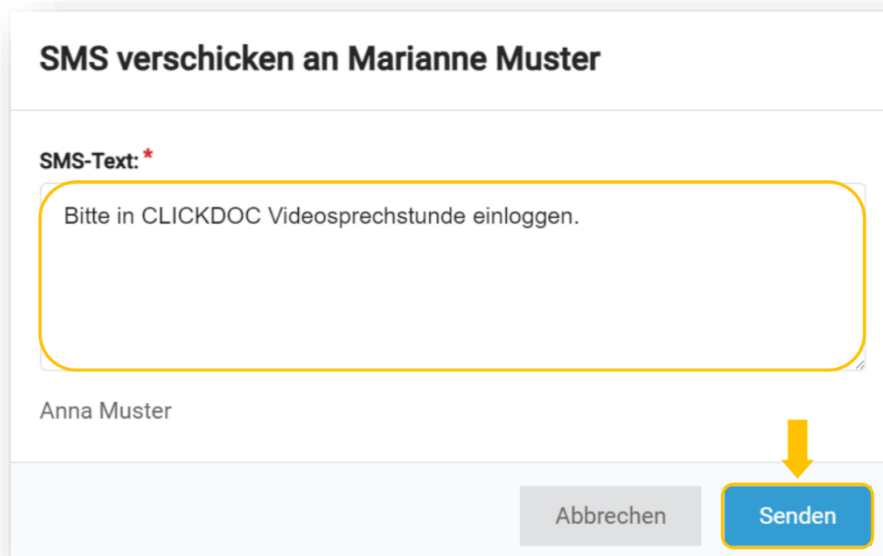 SMS verschicken an Marianne Muster
SMS-Text:*
Bitte in CLICKDOC Videosprechstunde einloggen.
Anna Muster
Abbrechen
Senden